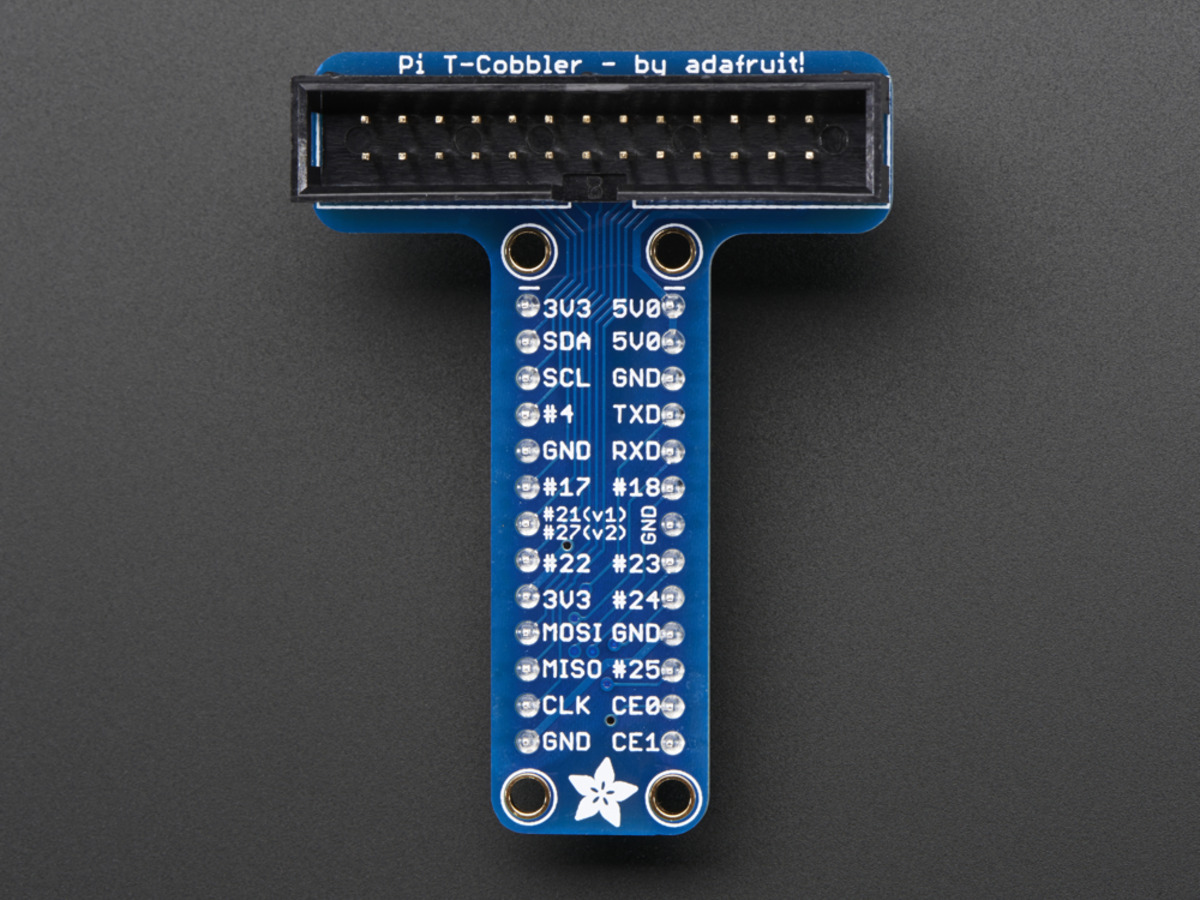 Pi T-Cobbler - by adafruit!
3V3 5V0
SDA 5V0
SCL GND
#4 TXD
GND RXD
#17 #18
#21(v1)
#27(v2) GND
#22 #23
3V3 #24
MOSI GND
MISO #25
CLK CE0
GND CE1